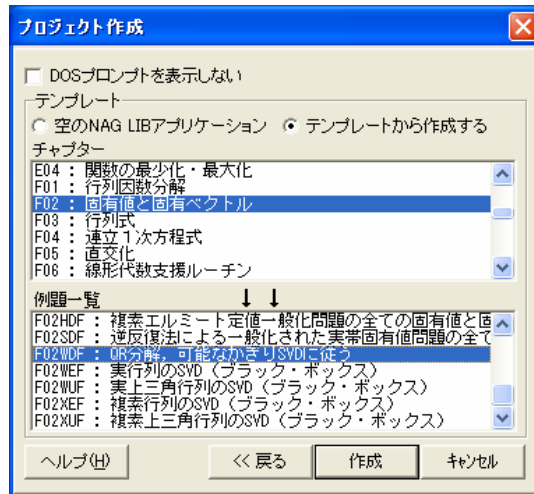 プロジェクト作成
DOSプロンプトを表示しない
テンプレート
空のNAG LIBアプリケーション テンプレートから作成する
チャプター
E04 : 関数の最少化・最大化
F01 : 行列因数分解
F02 : 固有値と固有ベクトル
F03 : 行列式
F04 : 連立1次方程式
F05 : 直交化
F06 : 線形代数支援ルーチン
例題一覧 ↓ ↓
F02HDF : 複素エルミート定値一般化問題の全ての固有値と固
F02SDF : 逆反復法による一般化された実帯固有値問題の全て
F02WDF : QR分解，可能なかぎりSVDに従う
F02WEF : 実行列のSVD（ブラック・ボックス）
F02WUF : 実上三角行列のSVD（ブラック・ボックス）
F02XEF : 複素行列のSVD（ブラック・ボックス）
F02XUF : 複素上三角行列のSVD（ブラック・ボックス）
ヘルプ(H) << 戻る 作成 キャンセル